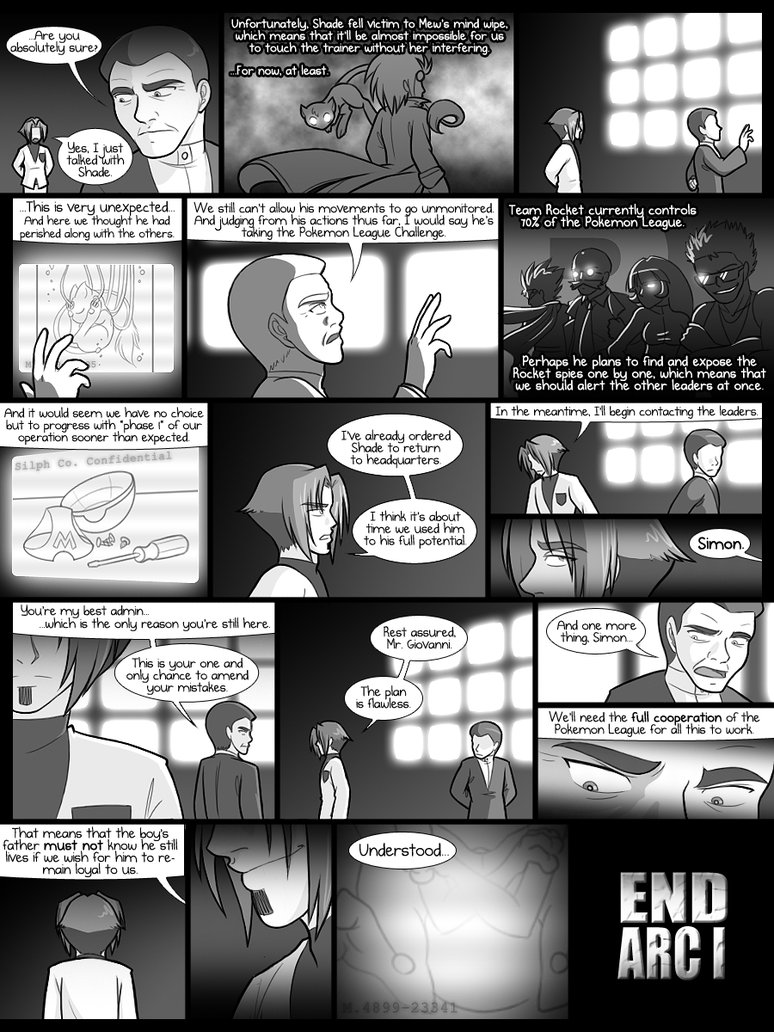 ...Are you
absolutely sure?
Yes, I just
talked with
Shade.
Unfortunately, Shade fell victim to Mew's mind wipe,
which means that it'll be almost impossible for us
to touch the trainer without her interfering.
...For now, at least.
...This is very unexpected...
And here we thought he had
perished along with the others.
We still can't allow his movements to go unmonitored.
And judging from his actions thus far, I would say he's
taking the Pokemon League Challenge.
Team Rocket currently controls
70% of the Pokemon League.
Perhaps he plans to find and expose the
Rocket spies one by one, which means that
we should alert the other leaders at once.
And it would seem we have no choice
but to progress with "phase 1" of our
operation sooner than expected.
Silph Co. Confidential
M
I've already ordered
Shade to return
to headquarters.
I think it's about
time we used him
to his full potential.
In the meantime, I'll begin contacting the leaders.
Simon.
You're my best admin...
...which is the only reason you're still here.
This is your one and
only chance to amend
your mistakes.
Rest assured,
Mr. Giovanni.
The plan
is flawless.
And one more
thing, Simon...
We'll need the full cooperation of the
Pokemon League for all this to work.
That means that the boy's
father must not know he still
lives if we wish for him to re-
main loyal to us.
Understood...
M.4899-23341
END
ARC I